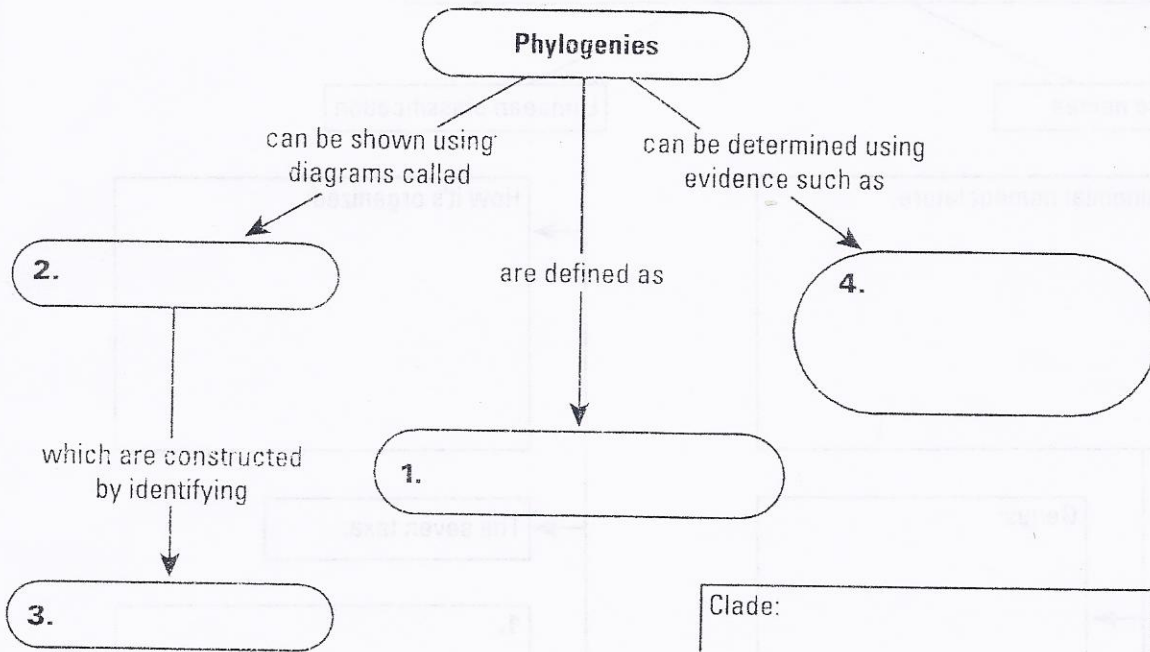 Phylogenies
can be shown using
diagrams called
can be determined using
evidence such as
2.
are defined as
4.
which are constructed
by identifying
1.
3.
Clade: